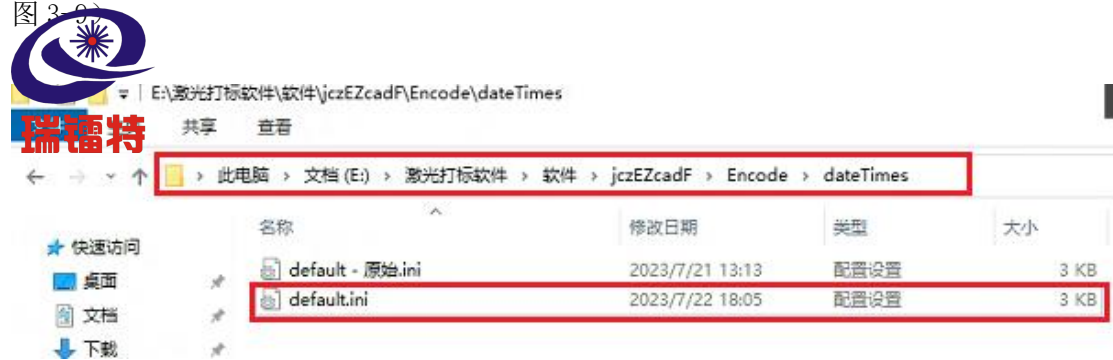 图 3-9）
E:\激光打标软件\软件\jczEZcadF\Encode\dateTimes
瑞镭特
共享 查看
此电脑 › 文档 (E:) › 激光打标软件 › 软件 › jczEZcadF › Encode › dateTimes
名称 修改日期 类型 大小
快速访问
default - 原始.ini 2023/7/21 13:13 配置设置 3 KB
桌面
default.ini 2023/7/22 18:05 配置设置 3 KB
文档
下载